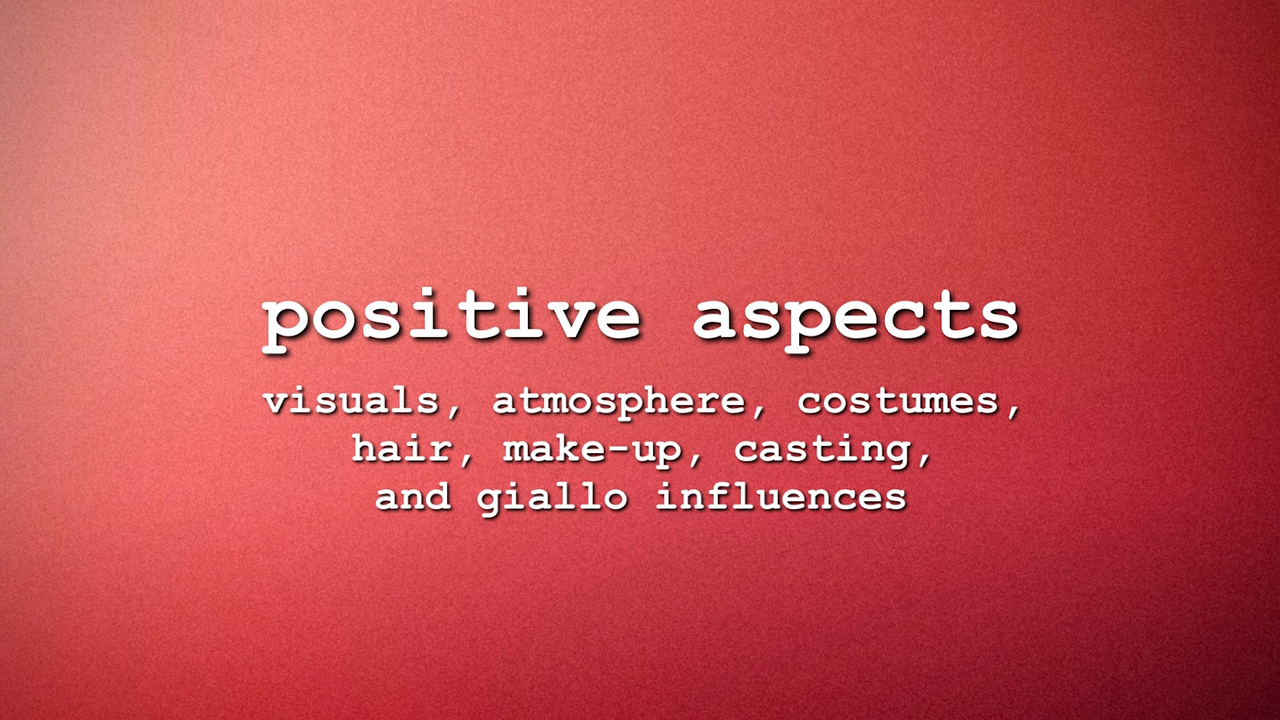 positive aspects
visuals, atmosphere, costumes,
hair, make-up, casting,
and giallo influences